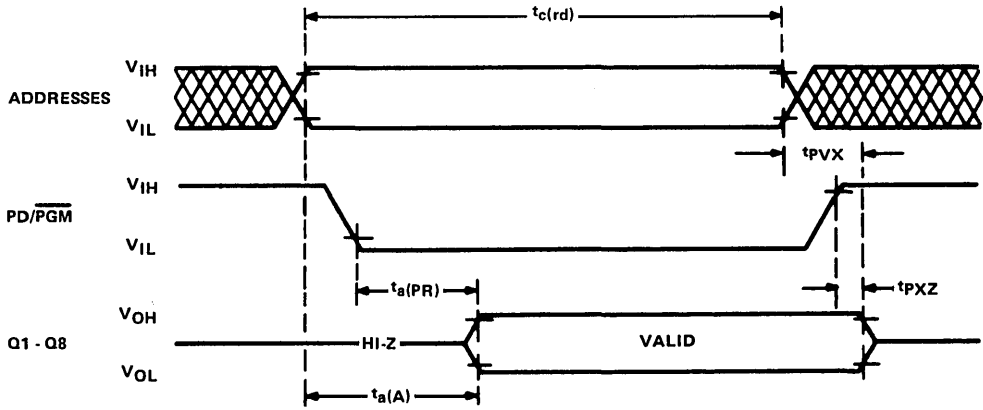 tc(rd)
VIH
ADDRESSES
VIL
tPVX
VIH
PD/PGM
VIL
ta(PR)
tPXZ
VOH
Q1 - Q8
HI-Z
VALID
VOL
ta(A)